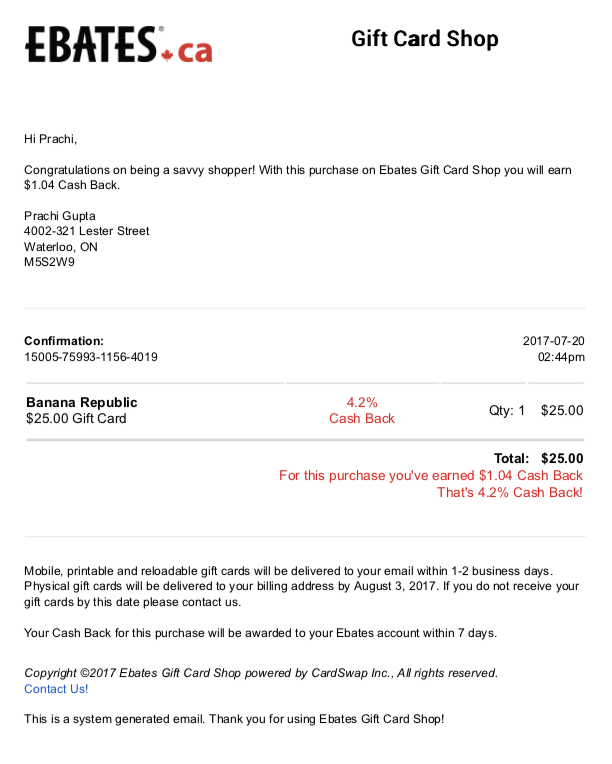 EBATES®.ca
Gift Card Shop
Hi Prachi,
Congratulations on being a savvy shopper! With this purchase on Ebates Gift Card Shop you will earn
$1.04 Cash Back.
Prachi Gupta
4002-321 Lester Street
Waterloo, ON
M5S2W9
Confirmation:
2017-07-20
15005-75993-1156-4019
02:44pm
Banana Republic
$25.00 Gift Card
4.2%
Cash Back
Qty: 1 $25.00
Total: $25.00
For this purchase you've earned $1.04 Cash Back
That's 4.2% Cash Back!
Mobile, printable and reloadable gift cards will be delivered to your email within 1-2 business days.
Physical gift cards will be delivered to your billing address by August 3, 2017. If you do not receive your
gift cards by this date please contact us.
Your Cash Back for this purchase will be awarded to your Ebates account within 7 days.
Copyright ©2017 Ebates Gift Card Shop powered by CardSwap Inc., All rights reserved.
Contact Us!
This is a system generated email. Thank you for using Ebates Gift Card Shop!